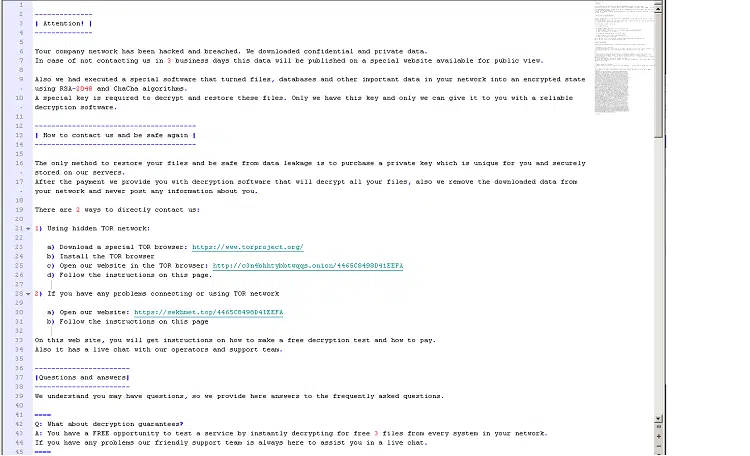 1
2 --------------
3 | Attention! |
4 --------------
5
6 Your company network has been hacked and breached. We downloaded confidential and private data.
7 In case of not contacting us in 3 business days this data will be published on a special website available for public view.
8
9 Also we had executed a special software that turned files, databases and other important data in your network into an encrypted state
- using RSA-2048 and ChaCha algorithms.
10 A special key is required to decrypt and restore these files. Only we have this key and only we can give it to you with a reliable
- decryption software.
11
12 ---------------------------------------
13 | How to contact us and be safe again |
14 ---------------------------------------
15
16 The only method to restore your files and be safe from data leakage is to purchase a private key which is unique for you and securely
- stored on our servers.
17 After the payment we provide you with decryption software that will decrypt all your files, also we remove the downloaded data from
- your network and never post any information about you.
18
19 There are 2 ways to directly contact us:
20
21 1) Using hidden TOR network:
22
23 a) Download a special TOR browser: https://www.torproject.org/
24 b) Install the TOR browser
25 c) Open our website in the TOR browser: http://o3n4bhhtybbtwqqs.onion/4465C8498D41EEFA
26 d) Follow the instructions on this page.
27
28 2) If you have any problems connecting or using TOR network
29
30 a) Open our website: https://sekhmet.top/4465C8498D41EEFA
31 b) Follow the instructions on this page
32
33 On this web site, you will get instructions on how to make a free decryption test and how to pay.
34 Also it has a live chat with our operators and support team.
35
36 -----------------------
37 |Questions and answers|
38 -----------------------
39 We understand you may have questions, so we provide here answers to the frequently asked questions.
40
41 ====
42 Q: What about decryption guarantees?
43 A: You have a FREE opportunity to test a service by instantly decrypting for free 3 files from every system in your network.
44 If you have any problems our friendly support team is always here to assist you in a live chat.
45 ====